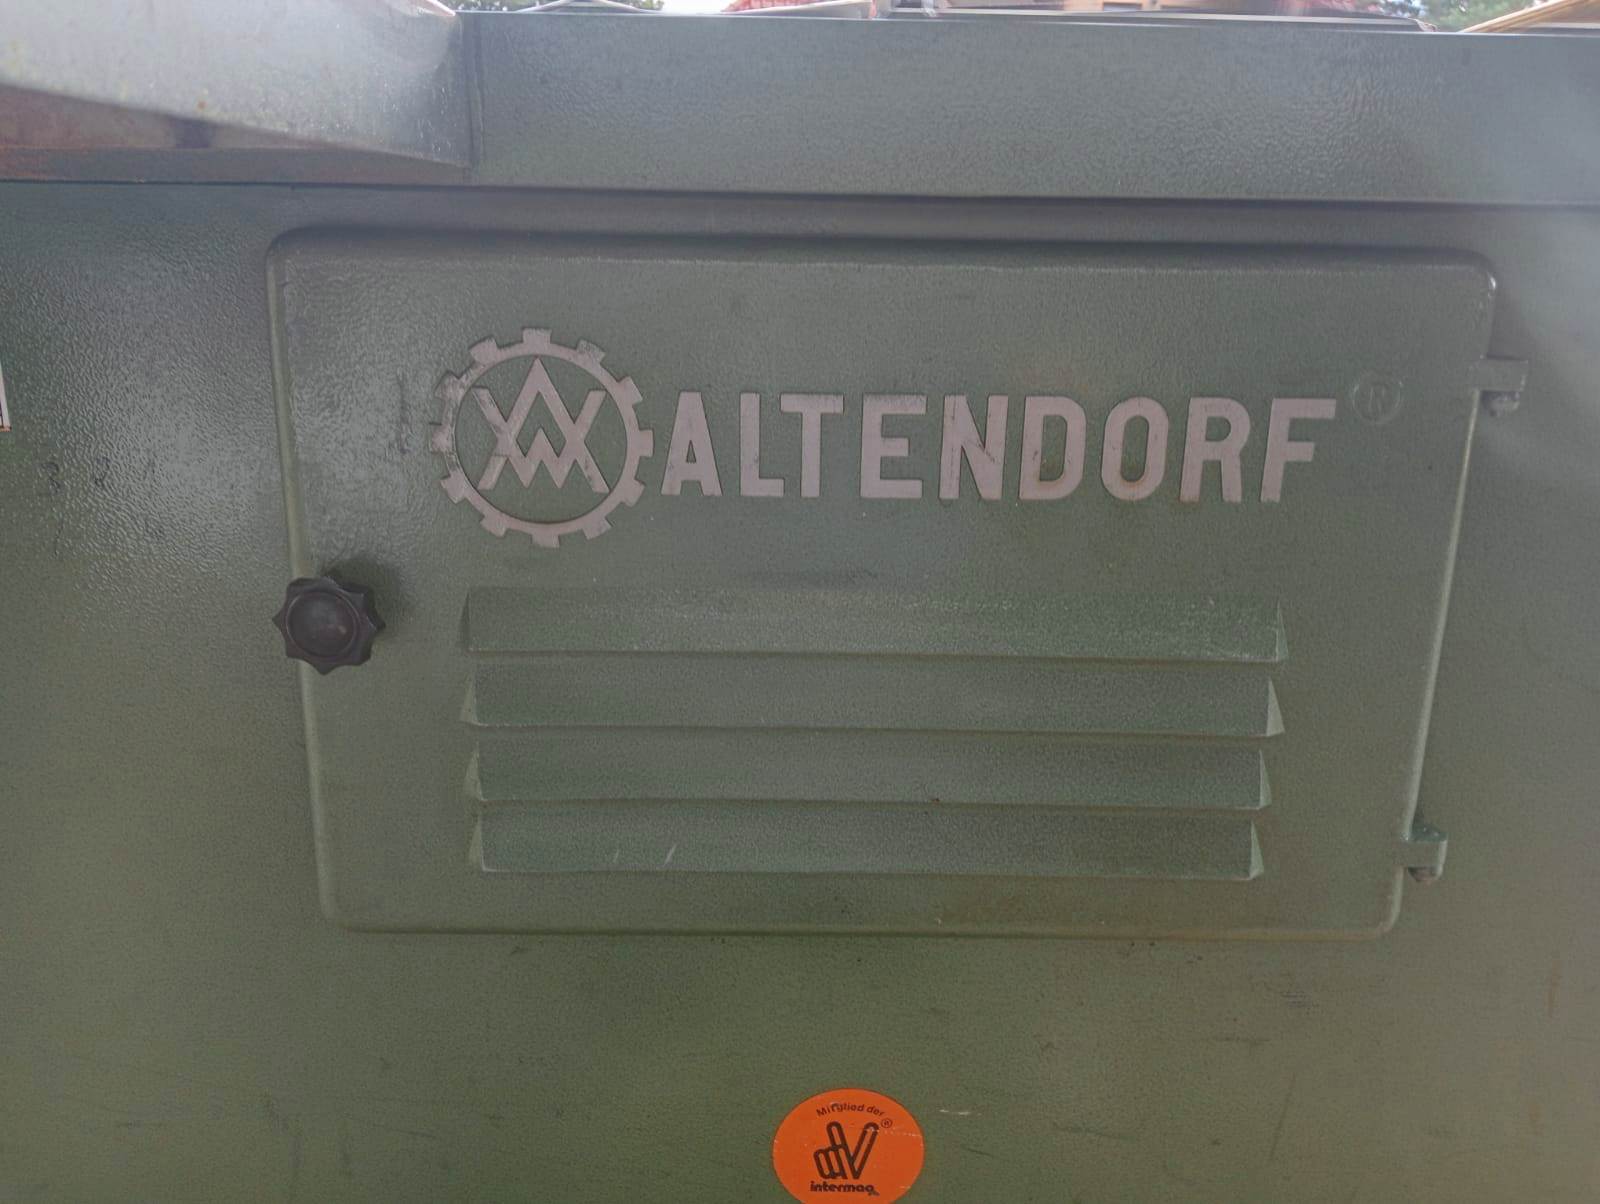 ALTENDORF ®
Mitglied der
®
intermaq